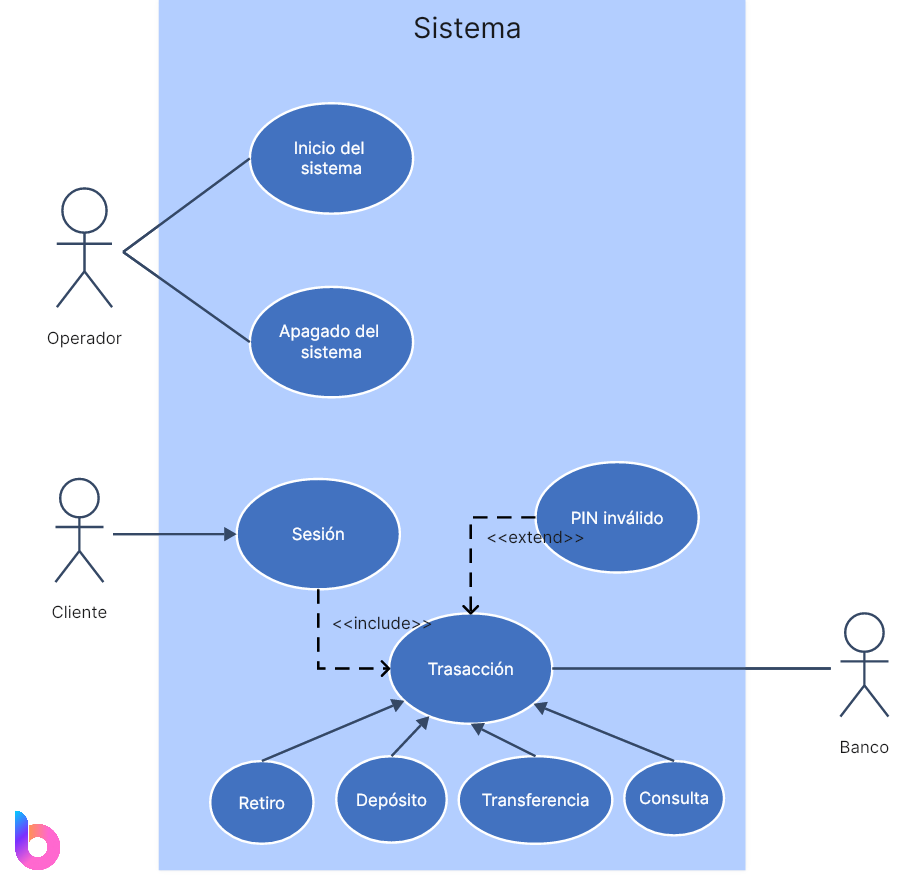 Sistema
Inicio del
sistema
Operador
Apagado del
sistema
PIN inválido
<<extend>>
Sesión
Cliente
<<include>>
Trasacción
Banco
Retiro
Depósito
Transferencia
Consulta
b